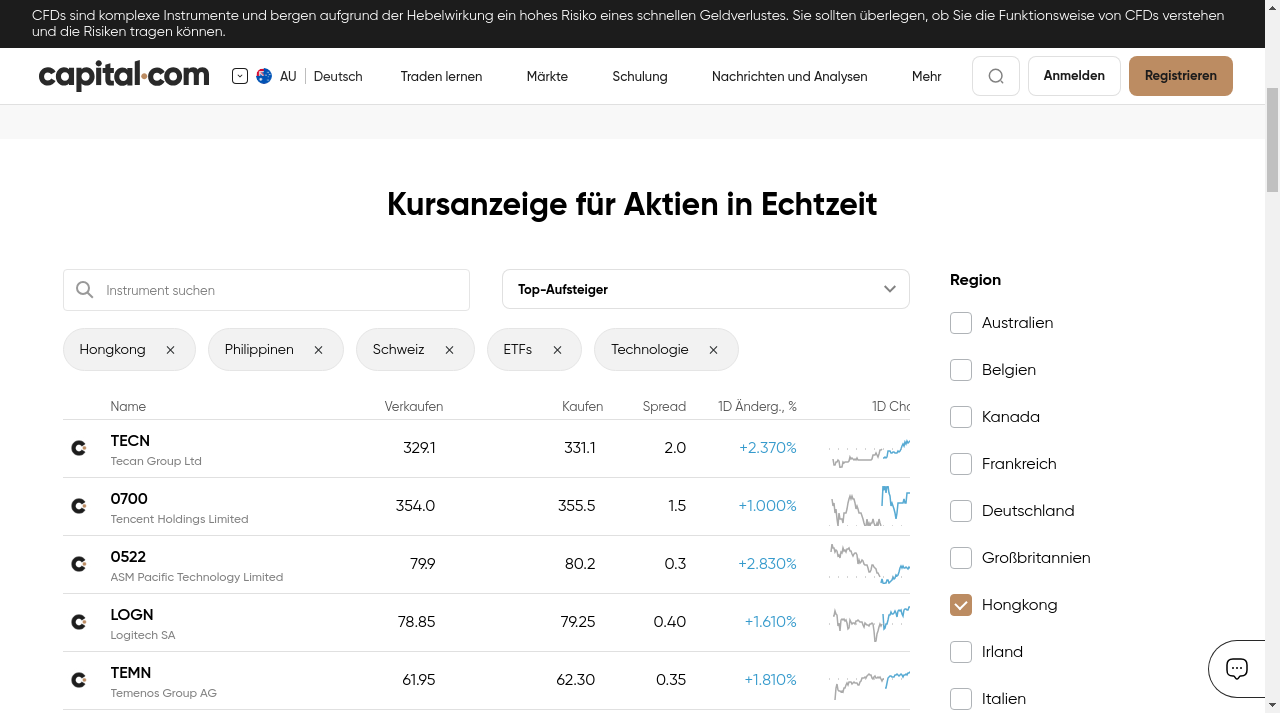 CFDs sind komplexe Instrumente und bergen aufgrund der Hebelwirkung ein hohes Risiko eines schnellen Geldverlustes. Sie sollten überlegen, ob Sie die Funktionsweise von CFDs verstehen
und die Risiken tragen können.
capital.com AU Deutsch Traden lernen Märkte Schulung Nachrichten und Analysen Mehr Anmelden Registrieren
Kursanzeige für Aktien in Echtzeit
Instrument suchen Top-Aufsteiger
Hongkong Philippinen Schweiz ETFs Technologie
Name Verkaufen Kaufen Spread 1D Änderg., % 1D
TECN 329.1 331.1 2.0 +2.370%
Tecan Group Ltd
0700 354.0 355.5 1.5 +1.000%
Tencent Holdings Limited
0522 79.9 80.2 0.3 +2.830%
ASM Pacific Technology Limited
LOGN 78.85 79.25 0.40 +1.610%
Logitech SA
TEMN 61.95 62.30 0.35 +1.810%
Temenos Group AG
Region
Australien
Belgien
Kanada
Frankreich
Deutschland
Großbritannien
Hongkong
Irland
Italien